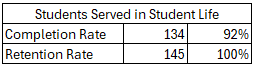 Students Served in Student Life
Completion Rate 134 92%
Retention Rate 145 100%